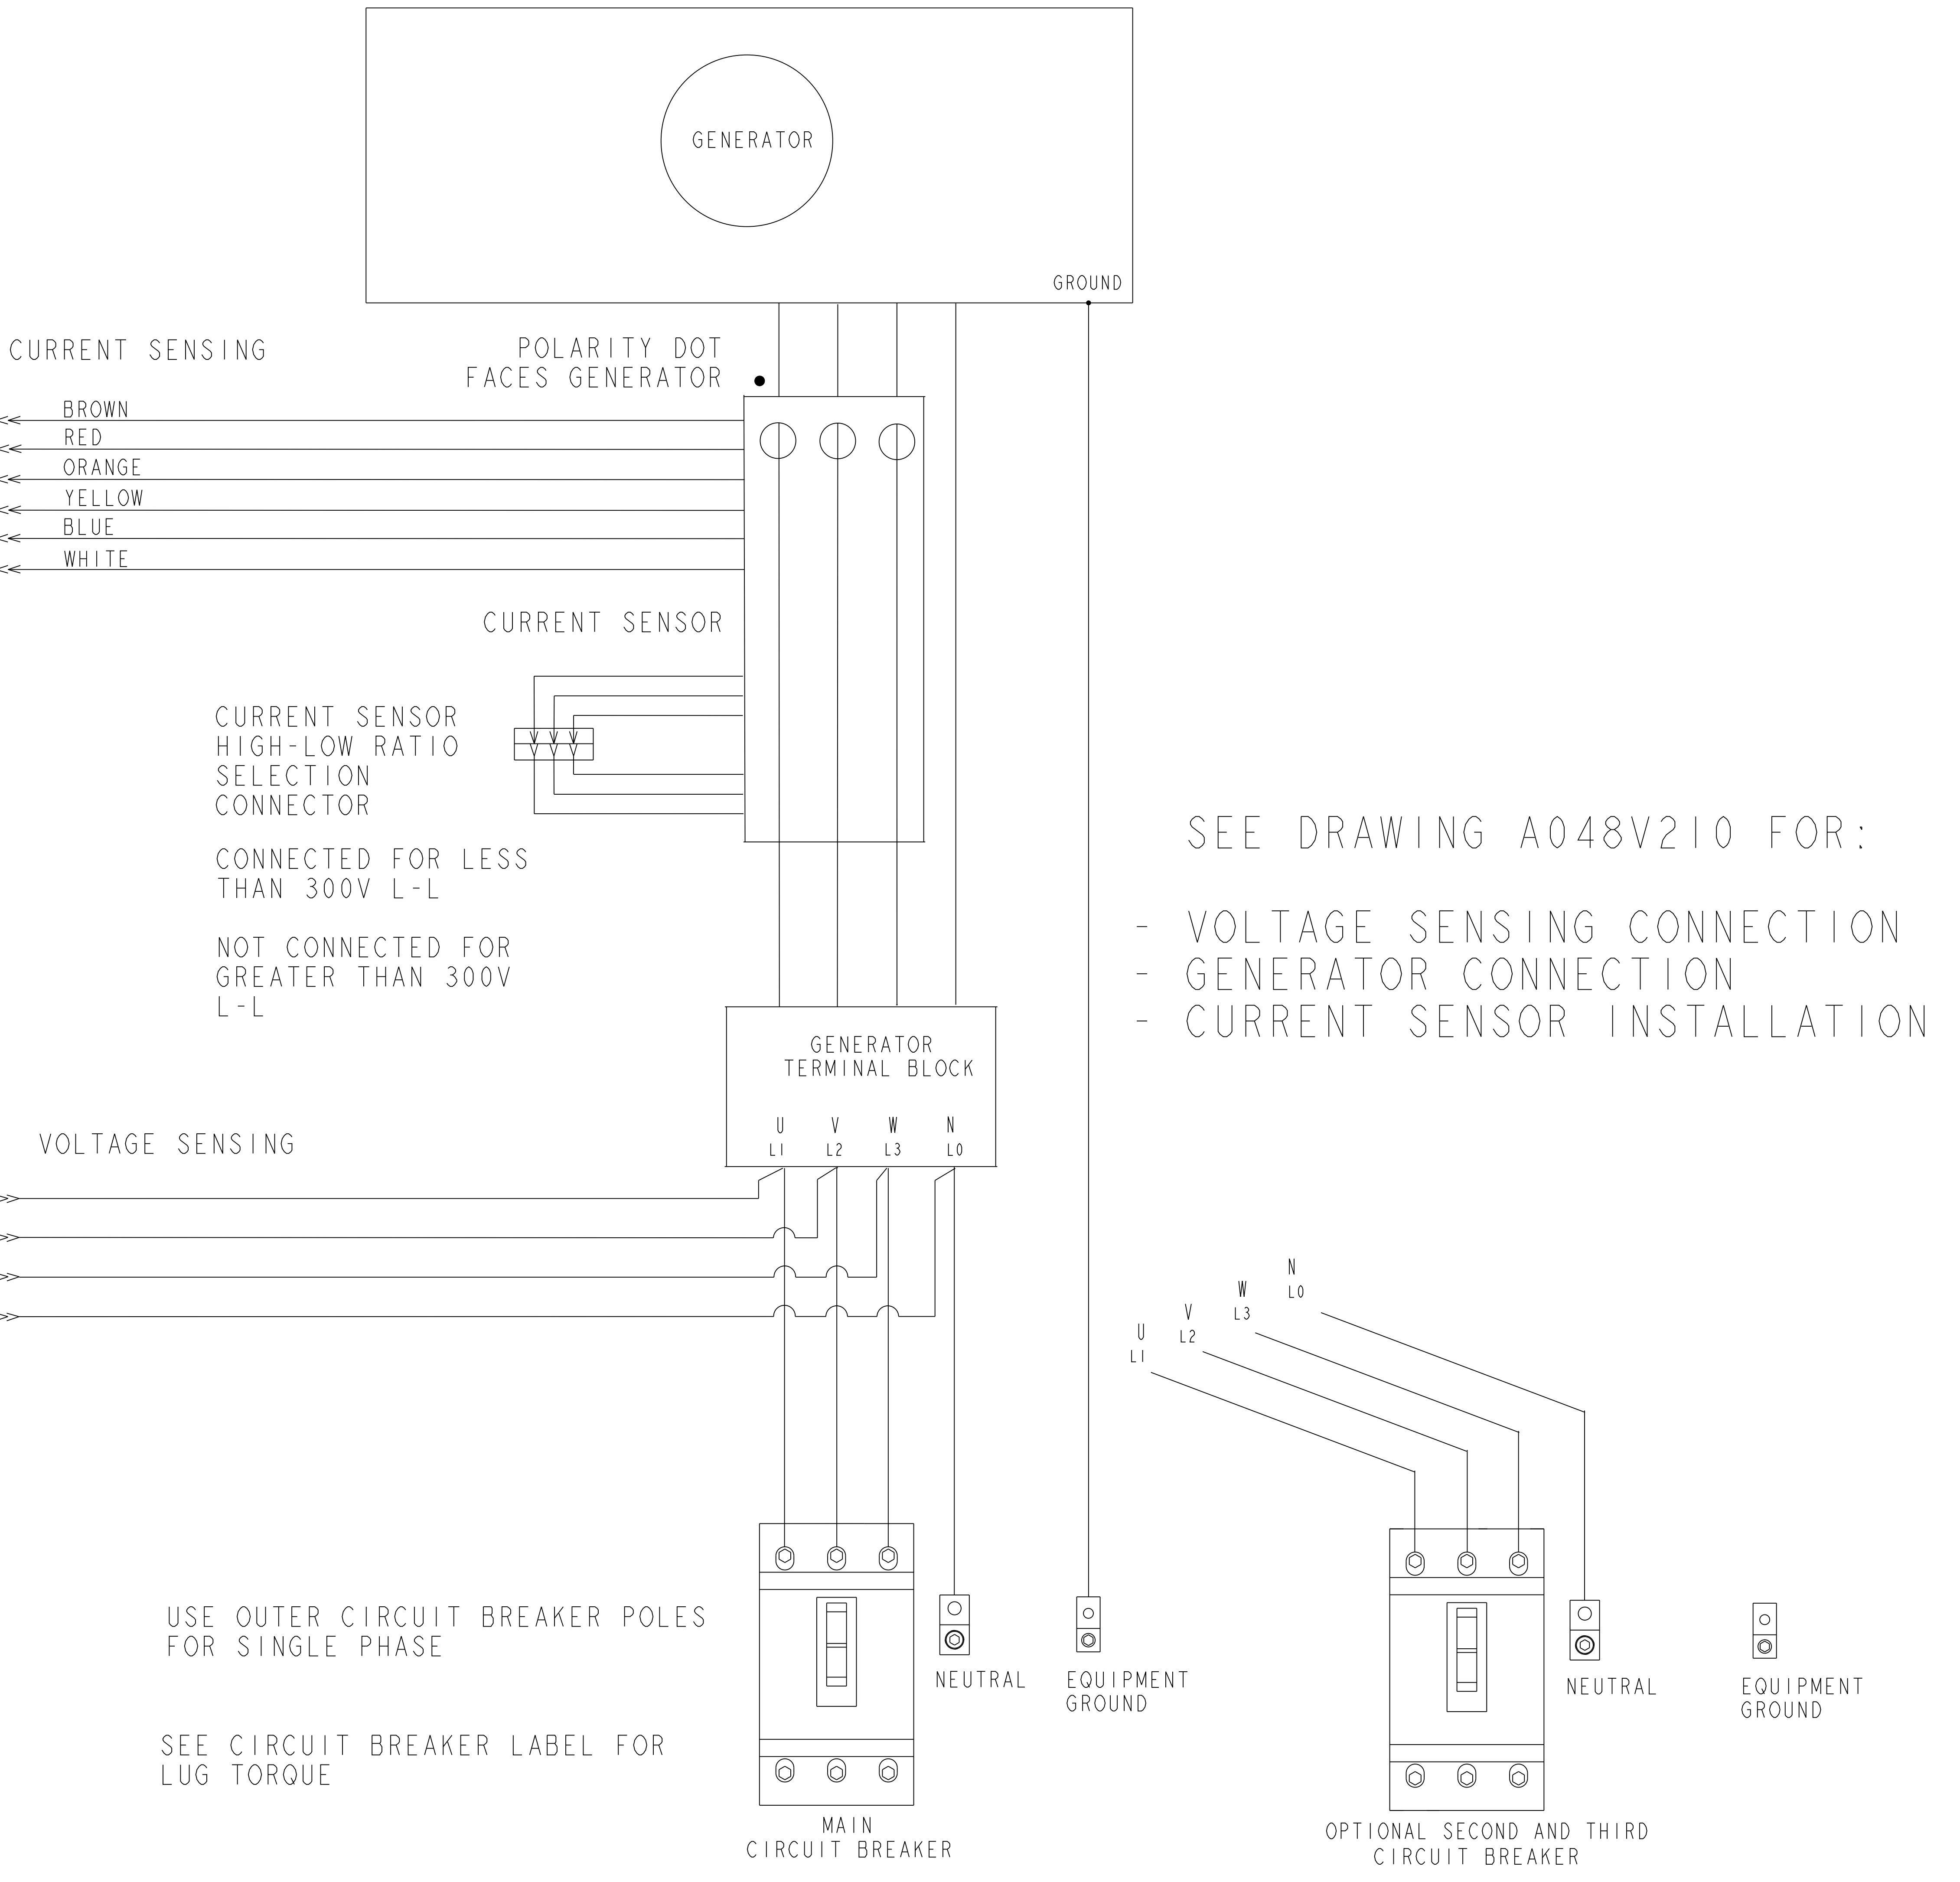 GENERATOR
GROUND
CURRENT SENSING
POLARITY DOT
FACES GENERATOR
BROWN
RED
ORANGE
YELLOW
BLUE
WHITE
CURRENT SENSOR
CURRENT SENSOR
HIGH-LOW RATIO
SELECTION
CONNECTOR
CONNECTED FOR LESS
THAN 300V L-L
NOT CONNECTED FOR
GREATER THAN 300V
L-L
SEE DRAWING A048V210 FOR:
- VOLTAGE SENSING CONNECTION
- GENERATOR CONNECTION
- CURRENT SENSOR INSTALLATION
GENERATOR
TERMINAL BLOCK
U V W N
L1 L2 L3 L0
VOLTAGE SENSING
N
L0
W
L3
V
L2
U
L1
USE OUTER CIRCUIT BREAKER POLES
FOR SINGLE PHASE
NEUTRAL
EQUIPMENT
GROUND
NEUTRAL
EQUIPMENT
GROUND
SEE CIRCUIT BREAKER LABEL FOR
LUG TORQUE
MAIN
CIRCUIT BREAKER
OPTIONAL SECOND AND THIRD
CIRCUIT BREAKER